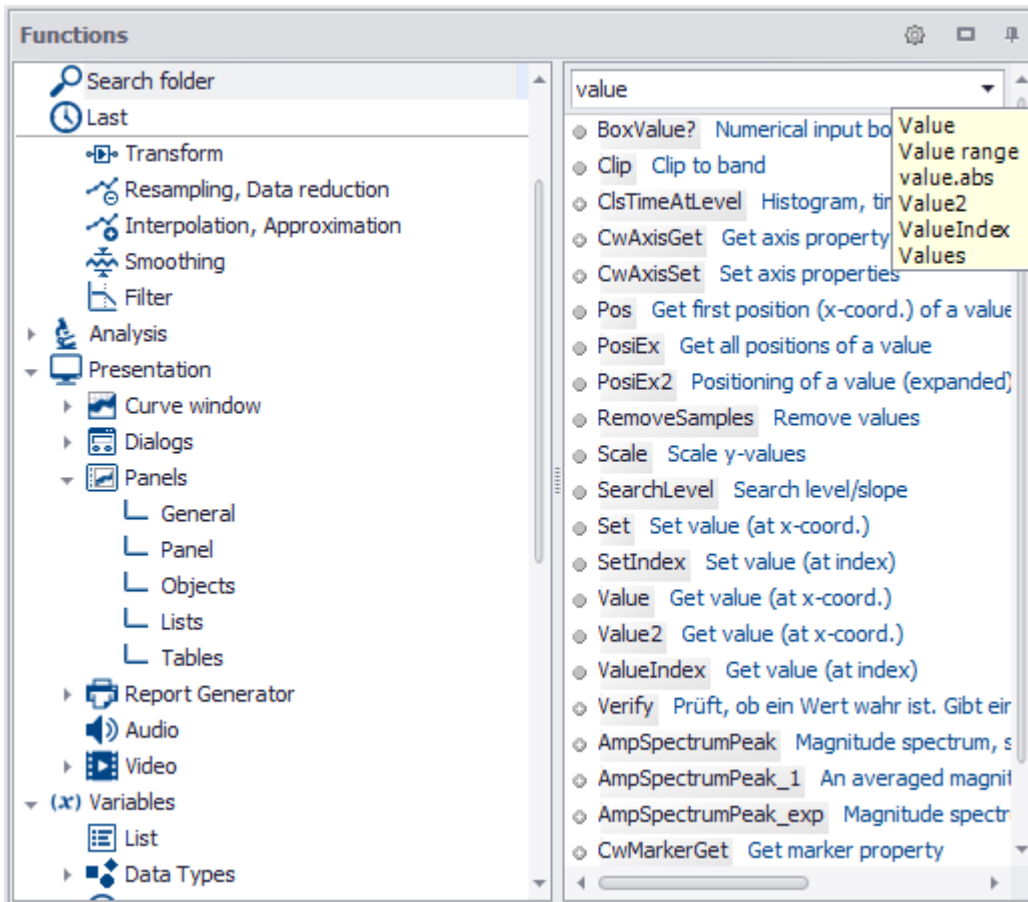 Functions
Search folder
Last
Transform
Resampling, Data reduction
Interpolation, Approximation
Smoothing
Filter
Analysis
Presentation
Curve window
Dialogs
Panels
General
Panel
Objects
Lists
Tables
Report Generator
Audio
Video
(x) Variables
List
Data Types
value
BoxValue? Numerical input bo
Clip Clip to band
ClsTimeAtLevel Histogram, tim
CwAxisGet Get axis property
CwAxisSet Set axis properties
Pos Get first position (x-coord.) of a value
PosiEx Get all positions of a value
PosiEx2 Positioning of a value (expanded)
RemoveSamples Remove values
Scale Scale y-values
SearchLevel Search level/slope
Set Set value (at x-coord.)
SetIndex Set value (at index)
Value Get value (at x-coord.)
Value2 Get value (at x-coord.)
ValueIndex Get value (at index)
Verify Prüft, ob ein Wert wahr ist. Gibt ein
AmpSpectrumPeak Magnitude spectrum, s
AmpSpectrumPeak_1 An averaged magnit
AmpSpectrumPeak_exp Magnitude spectr
CwMarkerGet Get marker property
Value
Value range
value.abs
Value2
ValueIndex
Values